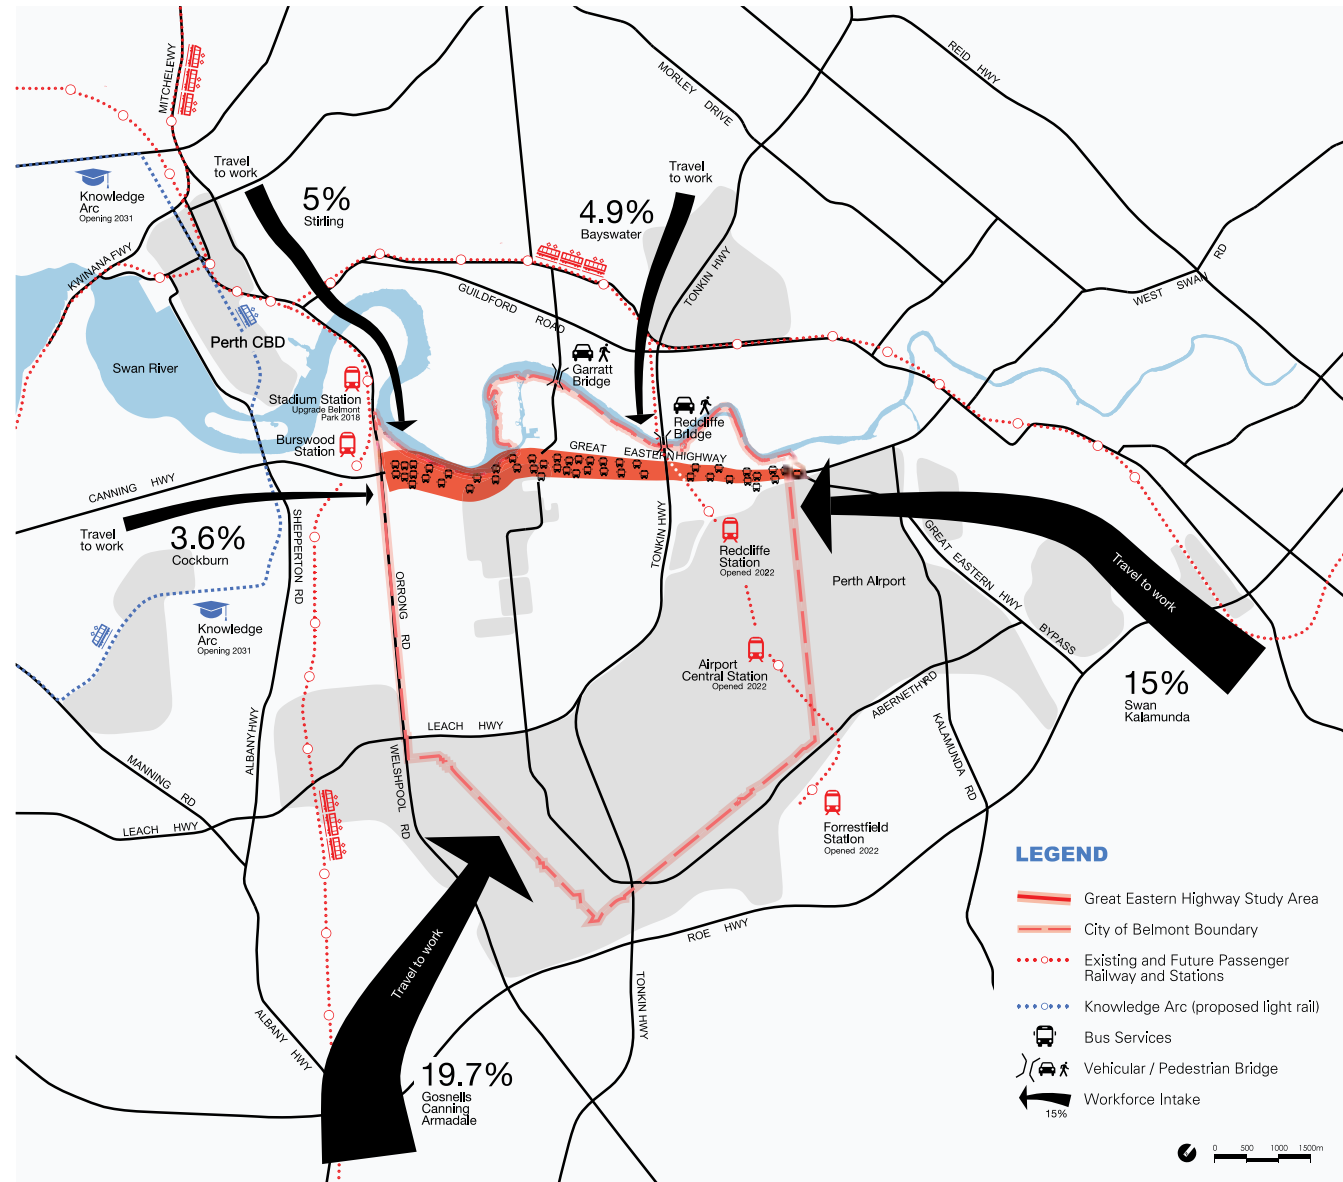 MITCHELEWY
REID HWY
MORLEY DRIVE
Travel
to work
Travel
to work
Knowledge
Arc
Opening 2031
5%
Stirling
4.9%
Bayswater
KWINANA FWY
TONKIN HWY
WEST SWAN RD
GUILDFORD ROAD
Perth CBD
Swan River
Garratt
Bridge
Stadium Station
Upgrade Belmont
Park 2018
Burswood
Station
Redcliffe
Bridge
GREAT EASTERN HIGHWAY
CANNING HWY
Travel
to work
3.6%
Cockburn
SHEPPERTON RD
TONKIN HWY
GREAT EASTERN HWY BYPASS
Redcliffe
Station
Opened 2022
Perth Airport
Travel to work
ORRONG RD
Knowledge
Arc
Opening 2031
Airport
Central Station
Opened 2022
15%
Swan
Kalamunda
ABERNETHY RD
KALAMUNDA RD
LEACH HWY
ALBANY HWY
WELSHPOOL RD
MANNING RD
LEACH HWY
Forrestfield
Station
Opened 2022
ROE HWY
Travel to work
TONKIN HWY
ALBANY HWY
19.7%
Gosnells
Canning
Armadale
LEGEND
Great Eastern Highway Study Area
City of Belmont Boundary
Existing and Future Passenger
Railway and Stations
Knowledge Arc (proposed light rail)
Bus Services
Vehicular / Pedestrian Bridge
Workforce Intake
15%
0 500 1000 1500m